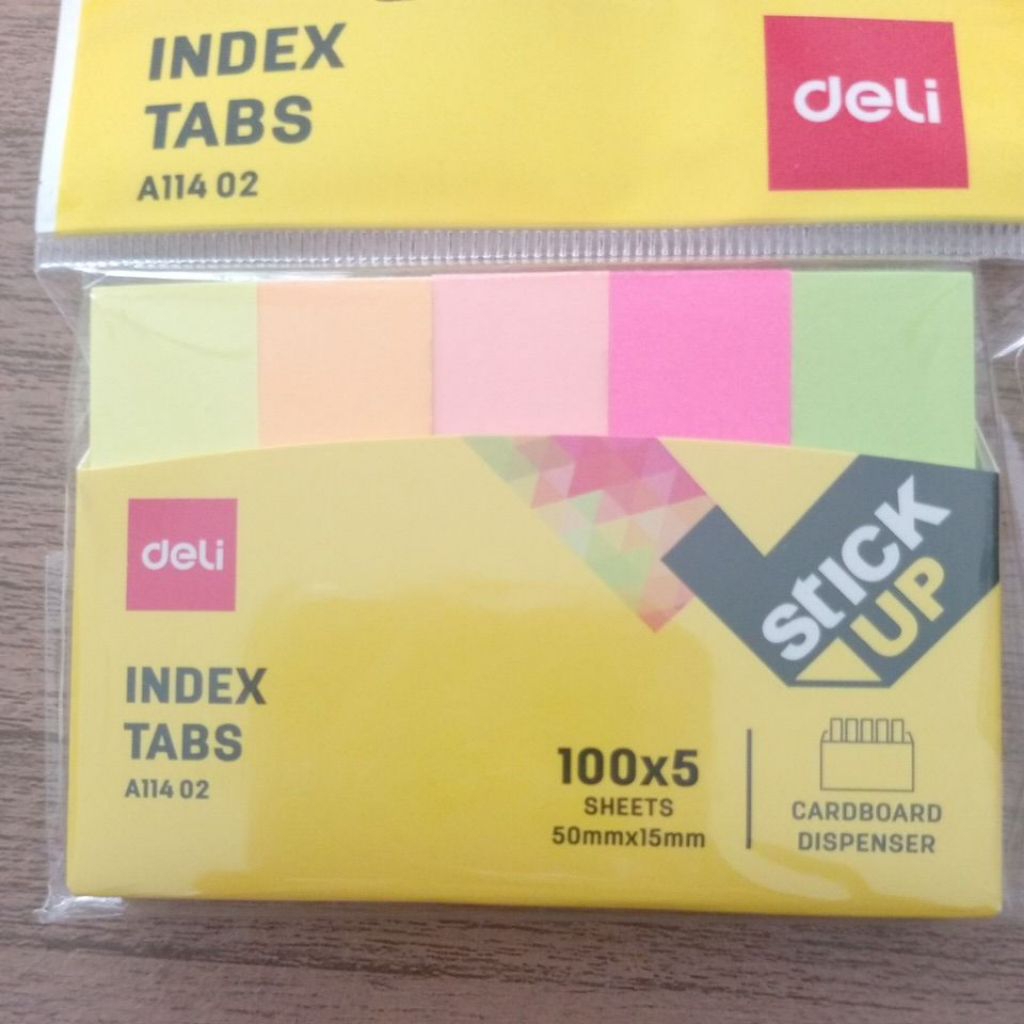 INDEX
TABS
A114 02
deli
deli
STICK
UP
INDEX
TABS
A114 02
100x5
SHEETS
50mmx15mm
CARDBOARD
DISPENSER